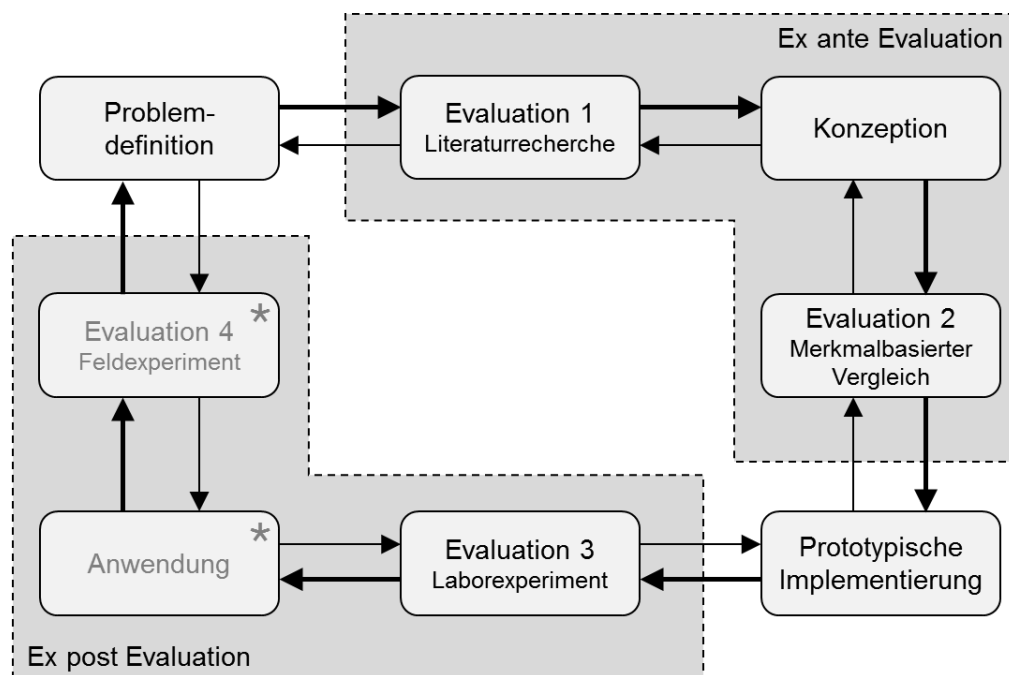 Ex ante Evaluation
Problem-
definition
Evaluation 1
Literaturrecherche
Konzeption
Evaluation 4 *
Feldexperiment
Evaluation 2
Merkmalbasierter
Vergleich
Anwendung *
Evaluation 3
Laborexperiment
Prototypische
Implementierung
Ex post Evaluation